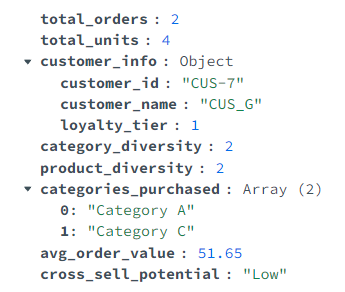 total_orders : 2
total_units : 4
customer_info : Object
customer_id : "CUS-7"
customer_name : "CUS_G"
loyalty_tier : 1
category_diversity : 2
product_diversity : 2
categories_purchased : Array (2)
0: "Category A"
1: "Category C"
avg_order_value : 51.65
cross_sell_potential : "Low"